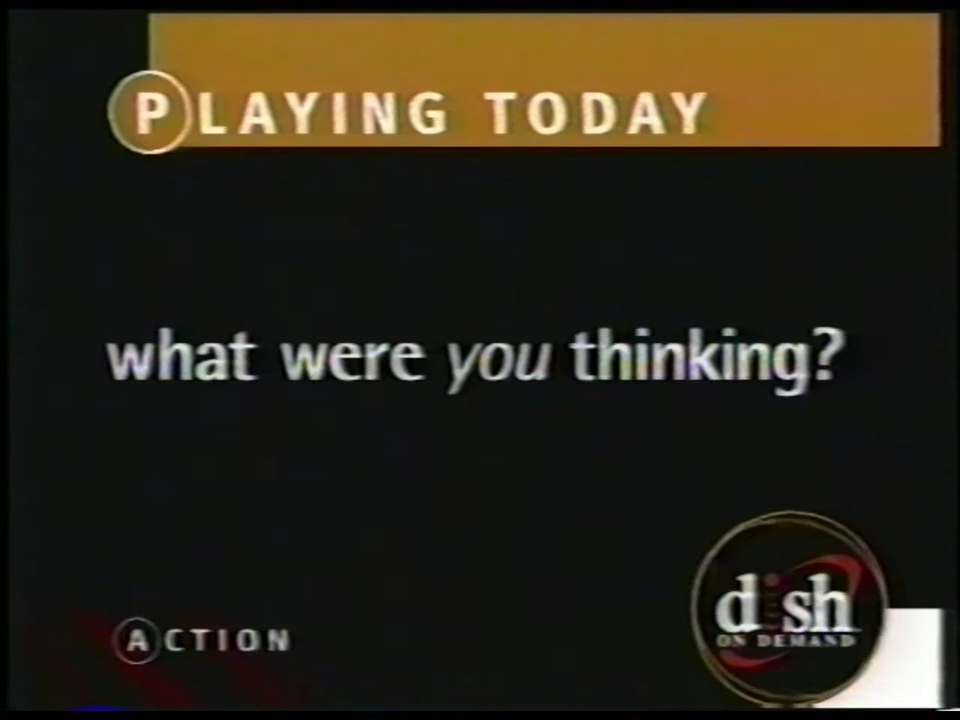 PLAYING TODAY
what were you thinking?
ACTION
dish
ON DEMAND